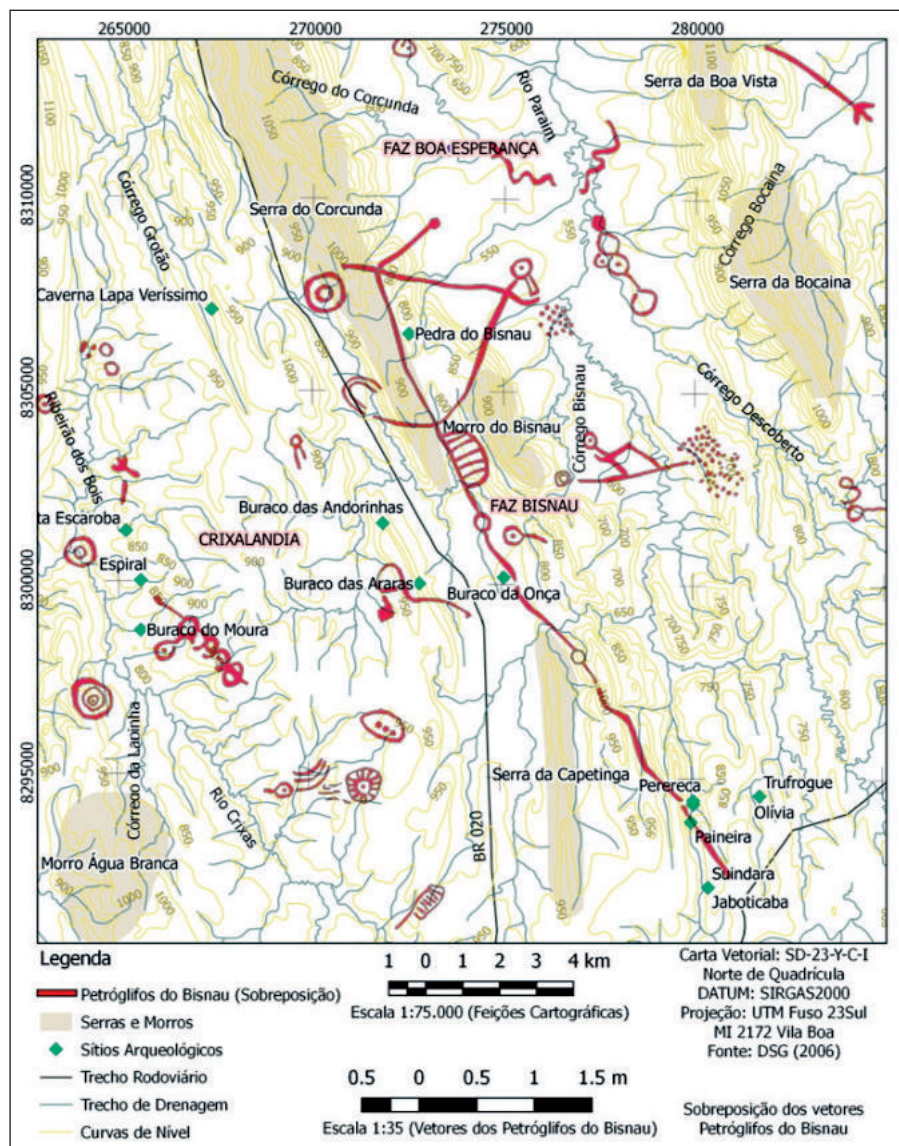 265000 270000 275000 280000
8310000
8305000
8300000
8295000
Serra da Boa Vista
Córrego do Corcunda
Rio Paraim
FAZ BOA ESPERANÇA
Córrego Bocaina
Serra do Corcunda
Córrego Grotão
Serra da Bocaina
Caverna Lapa Veríssimo
Pedra do Bisnau
Córrego Descoberto
Ribeirão dos Bois
Morro do Bisnau
Córrego Bisnau
Buraco das Andorinhas
FAZ BISNAU
ta Escaroba
CRIXALANDIA
Espiral
Buraco das Araras
Buraco da Onça
Buraco do Moura
Serra da Capetinga
Perereca
Trufrogue
Olívia
Córrego da Lapinha
Rio Crixas
BR 020
Paineira
Morro Água Branca
Suindara
Jaboticaba
Legenda
Petróglifos do Bisnau (Sobreposição)
Serras e Morros
Sítios Arqueológicos
Trecho Rodoviário
Trecho de Drenagem
Curvas de Nível
1 0 1 2 3 4 km
Escala 1:75.000 (Feições Cartográficas)
0.5 0 0.5 1 1.5 m
Escala 1:35 (Vetores dos Petróglifos do Bisnau)
Carta Vetorial: SD-23-Y-C-I
Norte de Quadrícula
DATUM: SIRGAS2000
Projeção: UTM Fuso 23Sul
MI 2172 Vila Boa
Fonte: DSG (2006)
Sobreposição dos vetores
Petróglifos do Bisnau